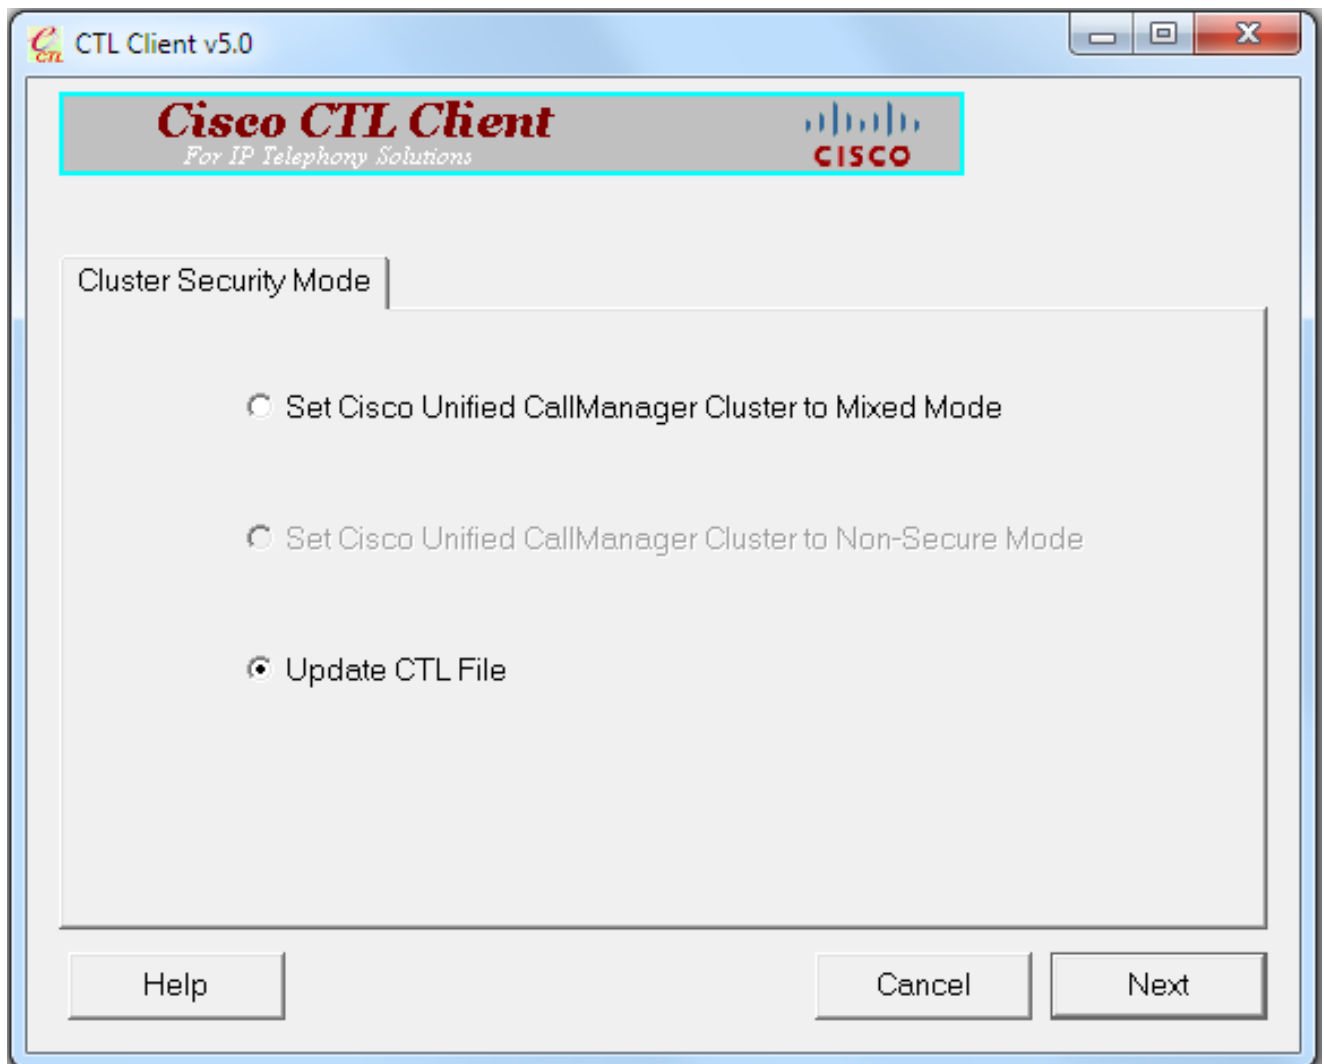 CTL Client v5.0
Cisco CTL Client
For IP Telephony Solutions
CISCO
Cluster Security Mode
Set Cisco Unified CallManager Cluster to Mixed Mode
Set Cisco Unified CallManager Cluster to Non-Secure Mode
Update CTL File
Help
Cancel
Next